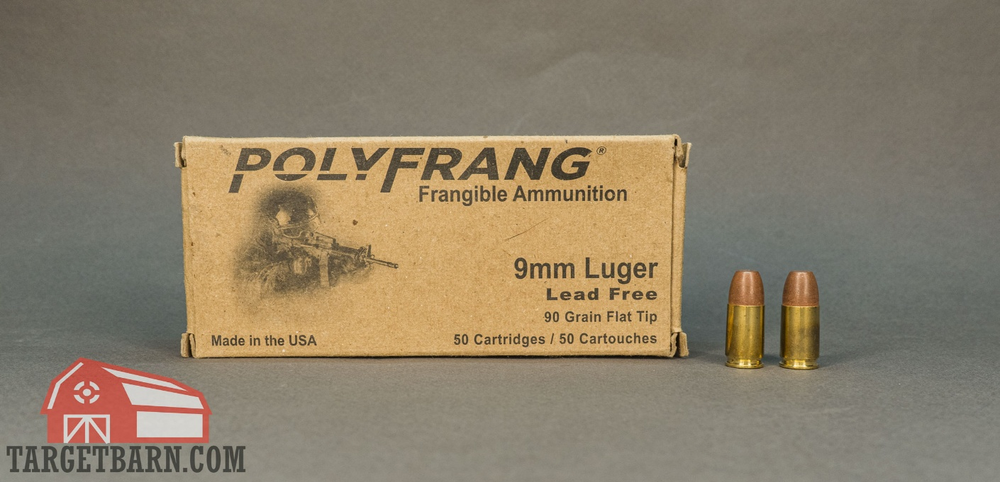 POLYFRANG®
Frangible Ammunition
9mm Luger
Lead Free
90 Grain Flat Tip
Made in the USA
50 Cartridges / 50 Cartouches
TARGETBARN.COM